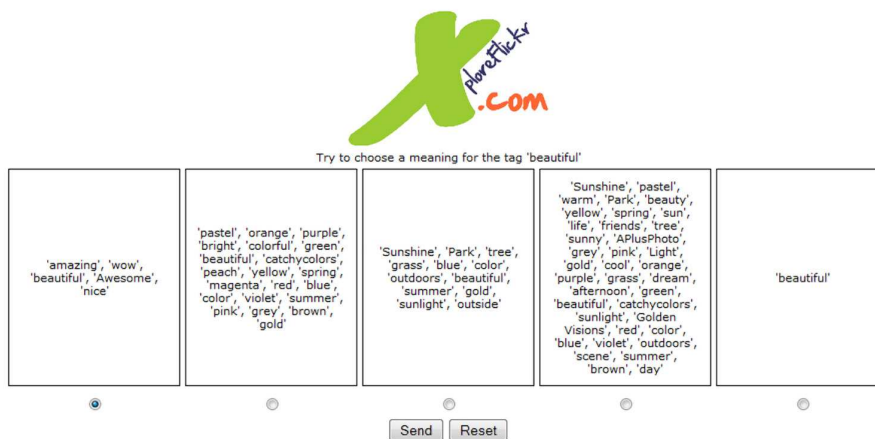 XploreFlickr
.com
Try to choose a meaning for the tag 'beautiful'
'amazing', 'wow',
'beautiful', 'Awesome',
'nice'
'pastel', 'orange', 'purple',
'bright', 'colorful', 'green',
'beautiful', 'catchycolors',
'peach', 'yellow', 'spring',
'magenta', 'red', 'blue',
'color', 'violet', 'summer',
'pink', 'grey', 'brown',
'gold'
'Sunshine', 'Park', 'tree',
'grass', 'blue', 'color',
'outdoors', 'beautiful',
'summer', 'gold',
'sunlight', 'outside'
'Sunshine', 'pastel',
'warm', 'Park', 'beauty',
'yellow', 'spring', 'sun',
'life', 'friends', 'tree',
'sunny', 'APlusPhoto',
'grey', 'pink', 'Light',
'gold', 'cool', 'orange',
'purple', 'grass', 'dream',
'afternoon', 'green',
'beautiful', 'catchycolors',
'sunlight', 'Golden
Visions', 'red', 'color',
'blue', 'violet', 'outdoors',
'scene', 'summer',
'brown', 'day'
'beautiful'
Send Reset